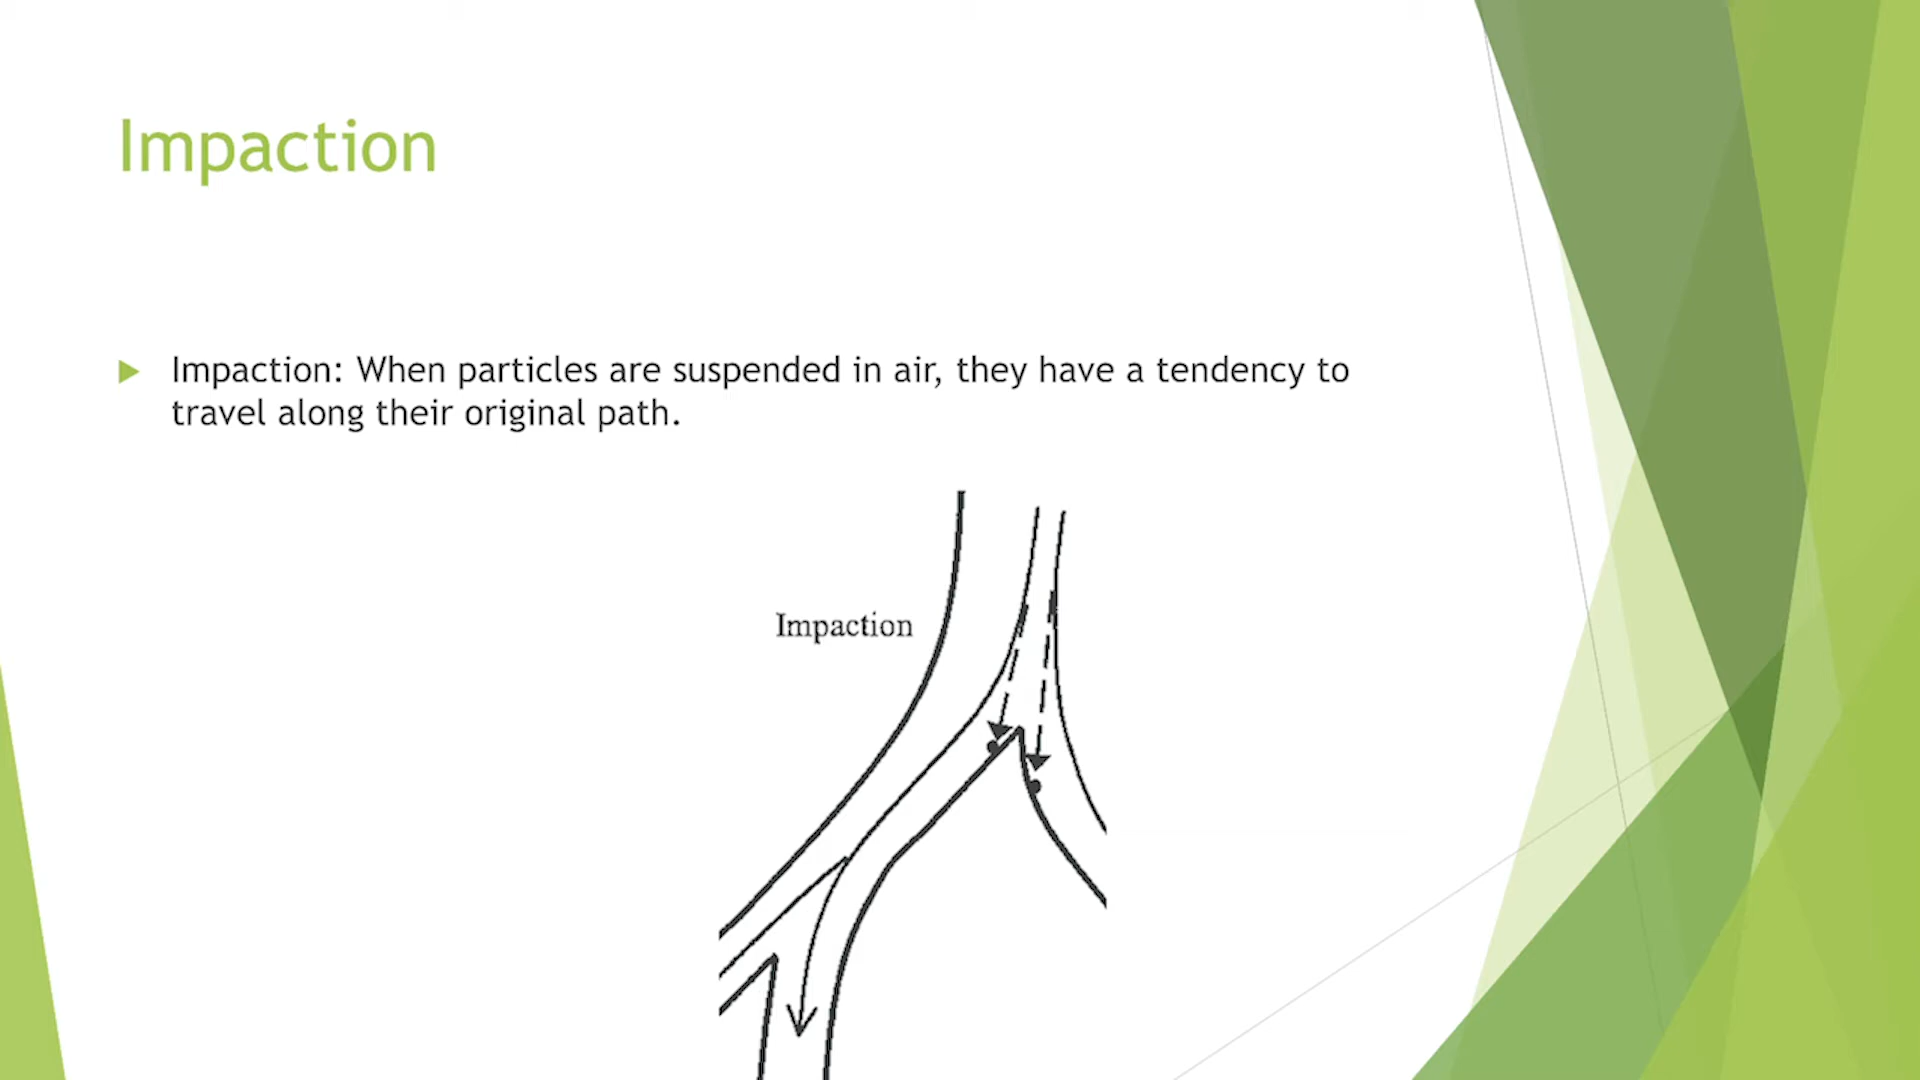 Impaction
Impaction: When particles are suspended in air, they have a tendency to
travel along their original path.
Impaction